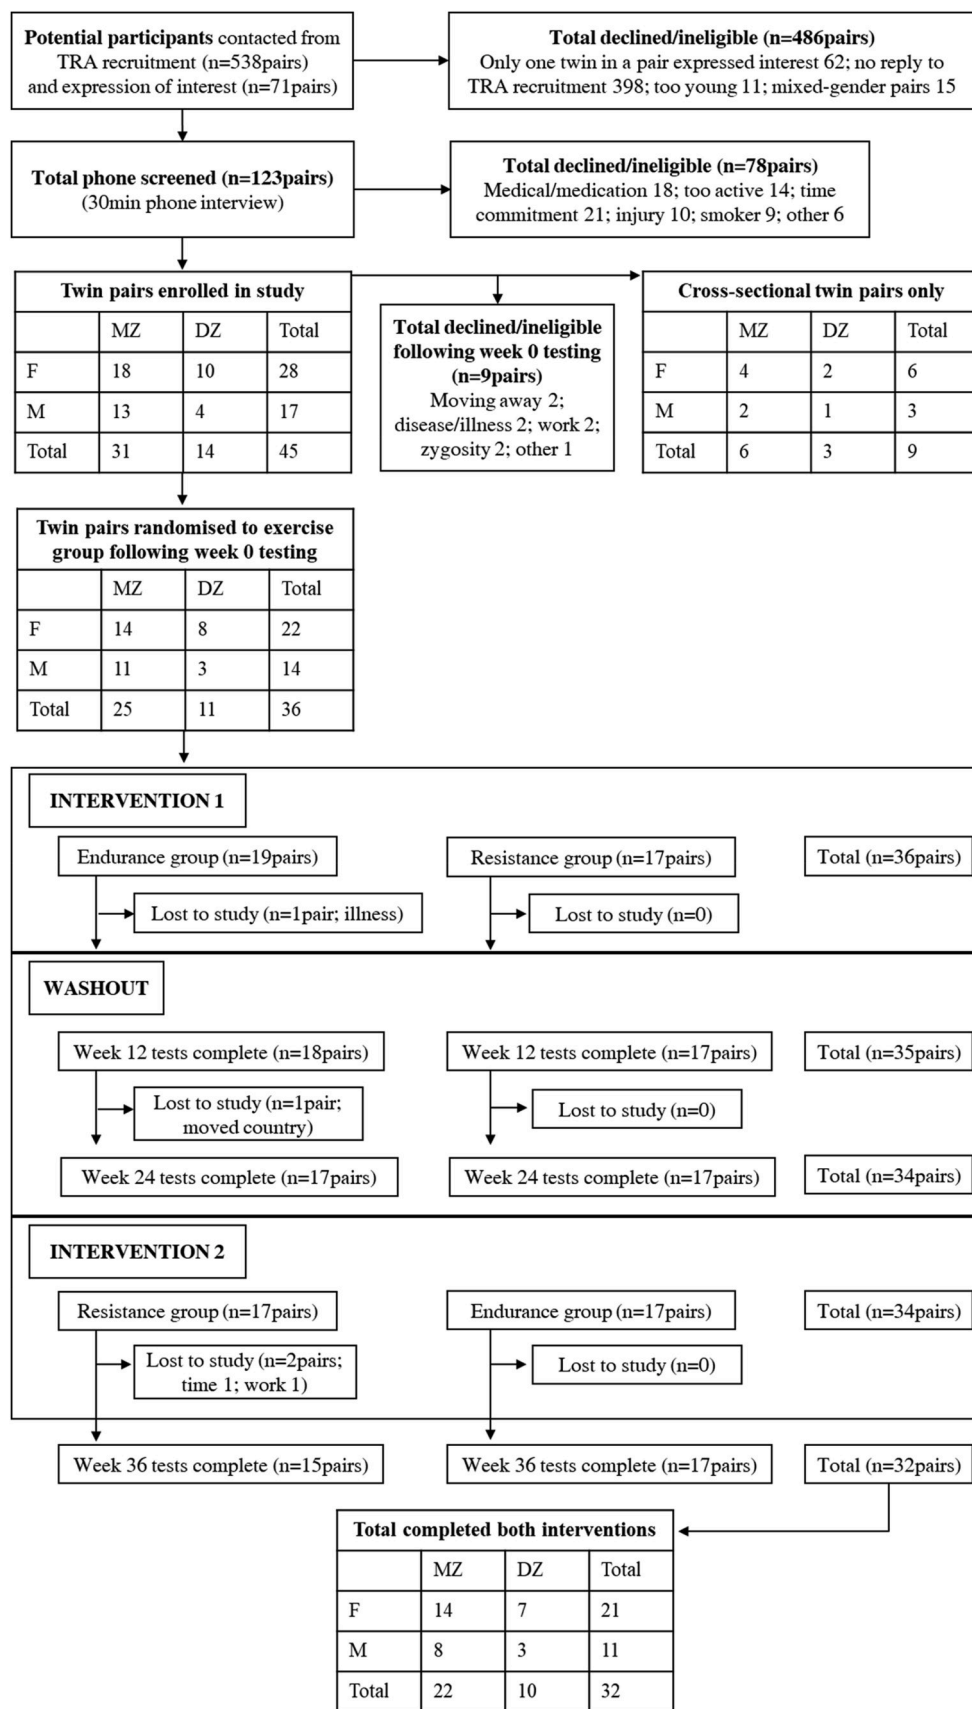 Potential participants contacted from
TRA recruitment (n=538pairs)
and expression of interest (n=71pairs)
Total declined/ineligible (n=486pairs)
Only one twin in a pair expressed interest 62; no reply to
TRA recruitment 398; too young 11; mixed-gender pairs 15
Total phone screened (n=123pairs)
(30min phone interview)
Total declined/ineligible (n=78pairs)
Medical/medication 18; too active 14; time
commitment 21; injury 10; smoker 9; other 6
Twin pairs enrolled in study
MZ DZ Total
F 18 10 28
M 13 4 17
Total 31 14 45
Total declined/ineligible
following week 0 testing
(n=9pairs)
Moving away 2;
disease/illness 2; work 2;
zygosity 2; other 1
Cross-sectional twin pairs only
MZ DZ Total
F 4 2 6
M 2 1 3
Total 6 3 9
Twin pairs randomised to exercise
group following week 0 testing
MZ DZ Total
F 14 8 22
M 11 3 14
Total 25 11 36
INTERVENTION 1
Endurance group (n=19pairs) Resistance group (n=17pairs) Total (n=36pairs)
Lost to study (n=1pair; illness) Lost to study (n=0)
WASHOUT
Week 12 tests complete (n=18pairs) Week 12 tests complete (n=17pairs) Total (n=35pairs)
Lost to study (n=1pair;
moved country)
Lost to study (n=0)
Week 24 tests complete (n=17pairs) Week 24 tests complete (n=17pairs) Total (n=34pairs)
INTERVENTION 2
Resistance group (n=17pairs) Endurance group (n=17pairs) Total (n=34pairs)
Lost to study (n=2pairs;
time 1; work 1)
Lost to study (n=0)
Week 36 tests complete (n=15pairs) Week 36 tests complete (n=17pairs) Total (n=32pairs)
Total completed both interventions
MZ DZ Total
F 14 7 21
M 8 3 11
Total 22 10 32